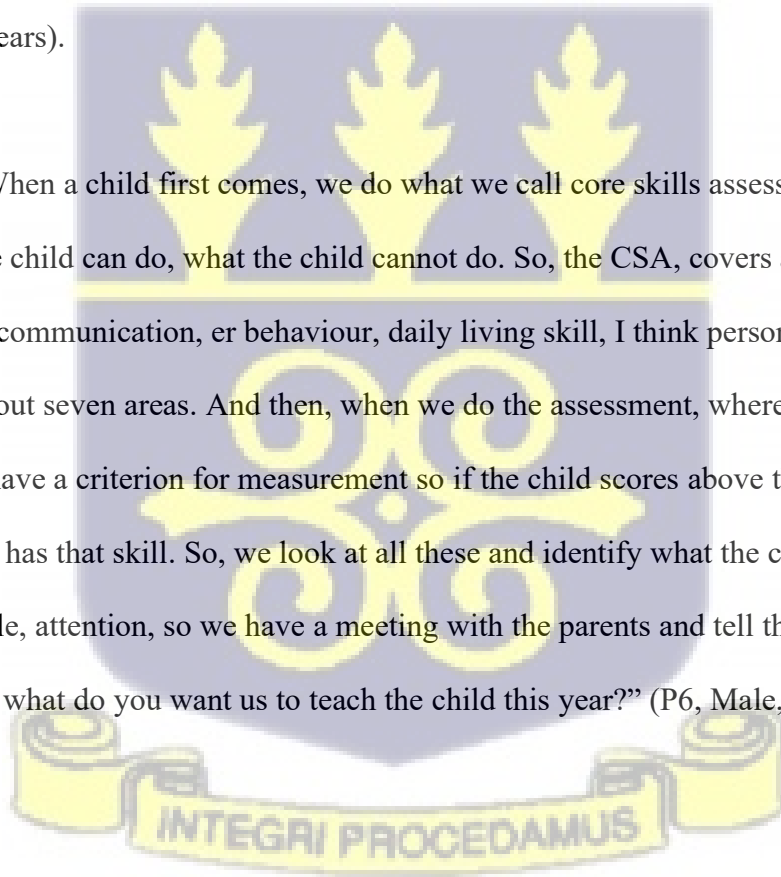 ears).
When a child first comes, we do what we call core skills assess
child can do, what the child cannot do. So, the CSA, covers
communication, er behaviour, daily living skill, I think person
out seven areas. And then, when we do the assessment, where
have a criterion for measurement so if the child scores above t
has that skill. So, we look at all these and identify what the c
le, attention, so we have a meeting with the parents and tell th
what do you want us to teach the child this year?” (P6, Male,
INTEGRI PROCEDAMUS